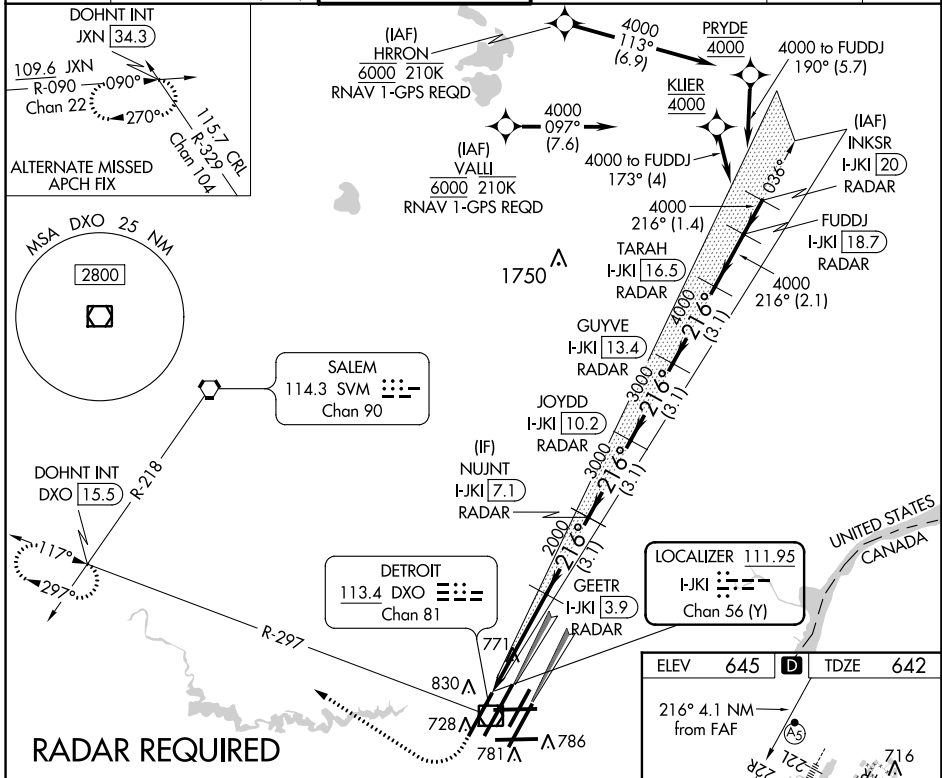 DOHNT INT
JXN 34.3
109.6 JXN
R-090
Chan 22
090°
270°
115.7 CRL
R-329
Chan 104
ALTERNATE MISSED
APCH FIX
(IAF)
HRRON
6000 210K
RNAV 1-GPS REQD
4000
113°
(6.9)
PRYDE
4000
4000 to FUDDJ
190° (5.7)
KLIER
4000
4000
097°
(7.6)
(IAF)
VALLI
6000 210K
RNAV 1-GPS REQD
4000 to FUDDJ
173° (4)
(IAF)
INKSR
I-JKI 20
RADAR
036°
4000
216° (1.4)
FUDDJ
I-JKI 18.7
RADAR
4000
216° (2.1)
MSA DXO 25 NM
2800
1750
TARAH
I-JKI 16.5
RADAR
4000
216°
(3.1)
GUYVE
I-JKI 13.4
RADAR
3000
216°
(3.1)
JOYDD
I-JKI 10.2
RADAR
3000
216°
(3.1)
(IF)
NUJNT
I-JKI 7.1
RADAR
2000
216°
(3.1)
SALEM
114.3 SVM
Chan 90
R-218
DOHNT INT
DXO 15.5
117°
297°
R-297
DETROIT
113.4 DXO
Chan 81
GEETR
I-JKI 3.9
RADAR
LOCALIZER 111.95
I-JKI
Chan 56 (Y)
UNITED STATES
CANADA
771
830
728
781
786
RADAR REQUIRED
ELEV 645 D TDZE 642
216° 4.1 NM
from FAF
A5
22R
22L
716